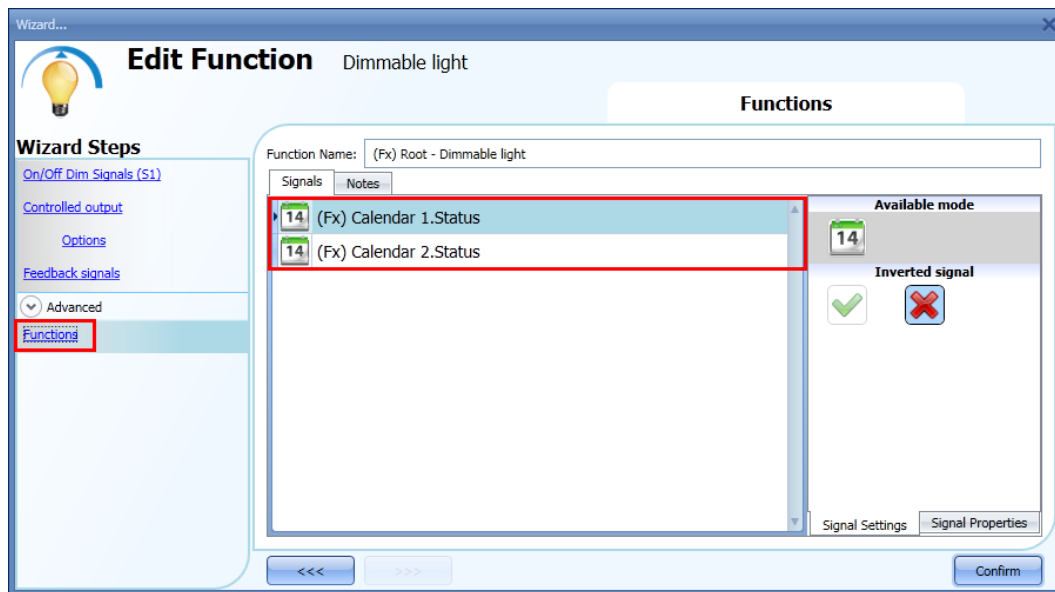 Wizard...
Edit Function Dimmable light
Functions
Wizard Steps
On/Off Dim Signals (S1)
Controlled output
Options
Feedback signals
Advanced
Functions
Function Name: (Fx) Root - Dimmable light
Signals Notes
14 (Fx) Calendar 1.Status
14 (Fx) Calendar 2.Status
Available mode
14
Inverted signal
Signal Settings Signal Properties
<<< >>> Confirm